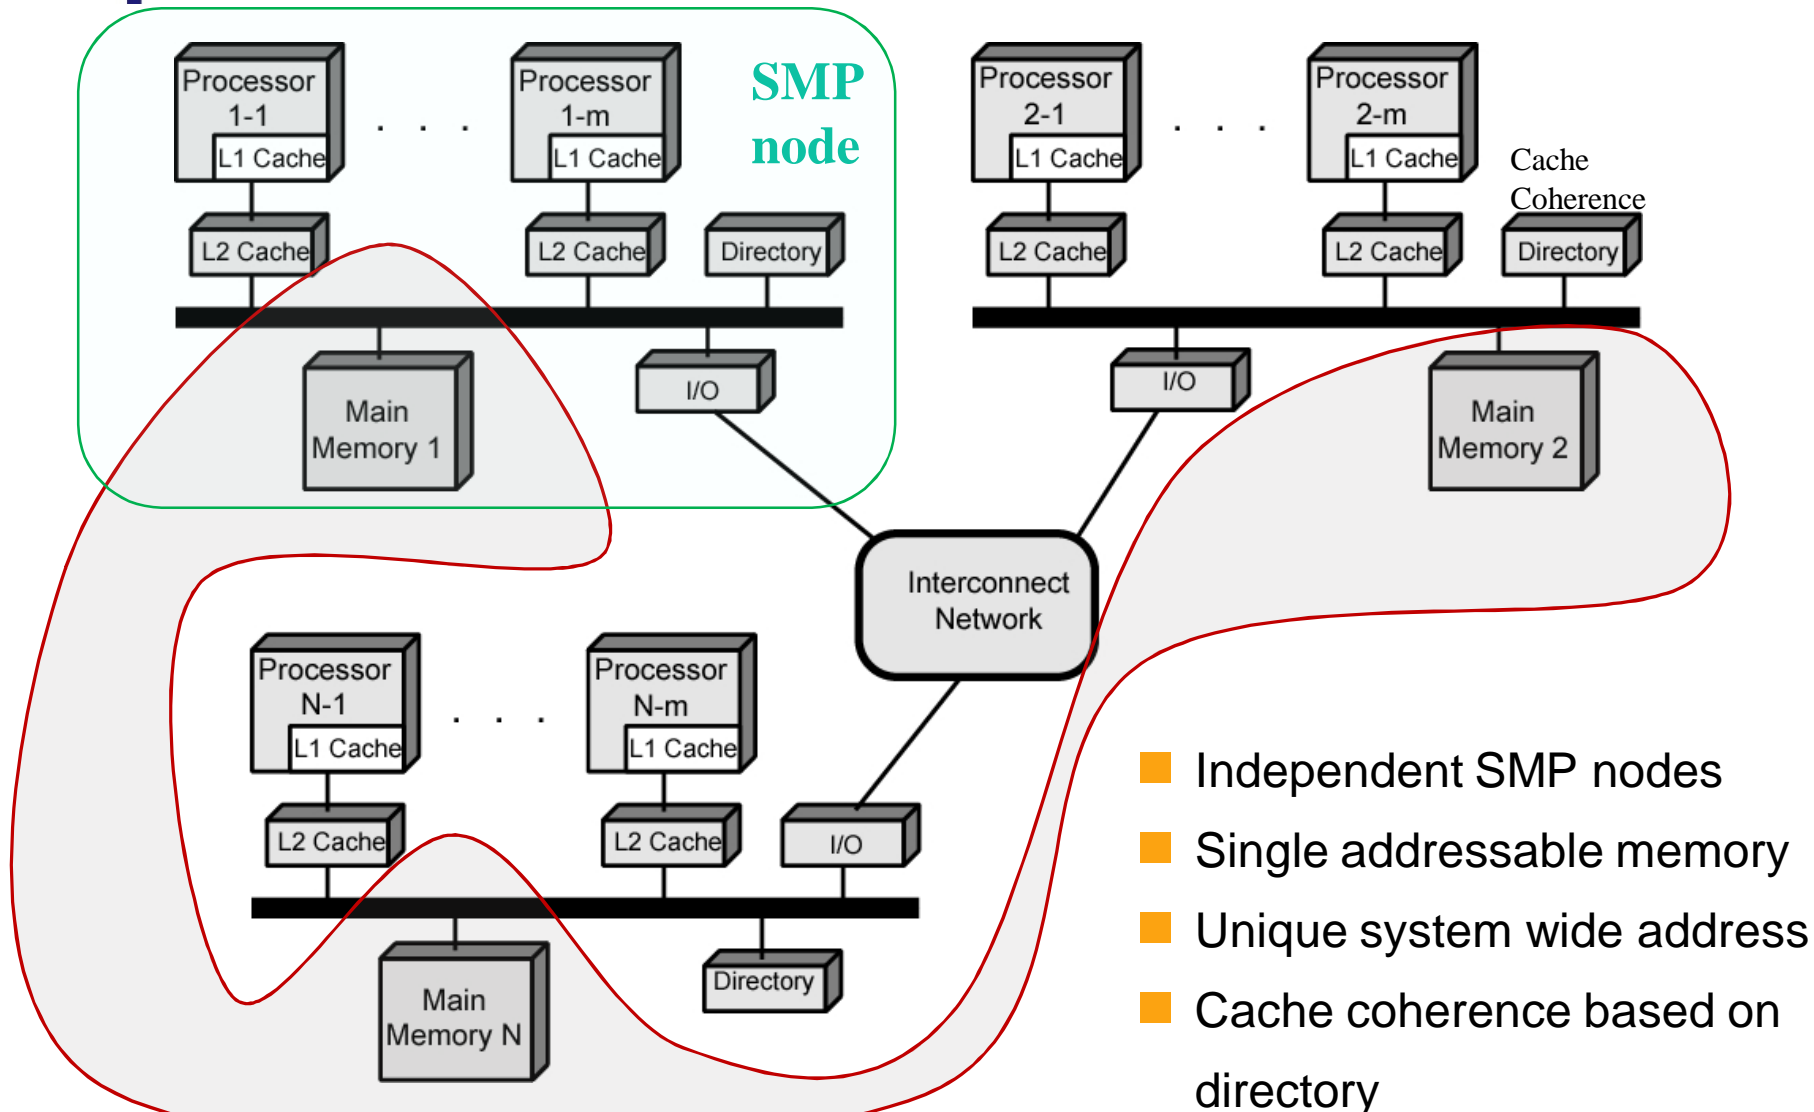 Processor
1-1
L1 Cache
. . .
Processor
1-m
L1 Cache
SMP
node
L2 Cache
L2 Cache
Directory
Main
Memory 1
I/O
Processor
2-1
L1 Cache
. . .
Processor
2-m
L1 Cache
Cache
Coherence
L2 Cache
L2 Cache
Directory
I/O
Main
Memory 2
Interconnect
Network
Processor
N-1
L1 Cache
. . .
Processor
N-m
L1 Cache
L2 Cache
L2 Cache
I/O
Main
Memory N
Directory
Independent SMP nodes
Single addressable memory
Unique system wide address
Cache coherence based on
directory